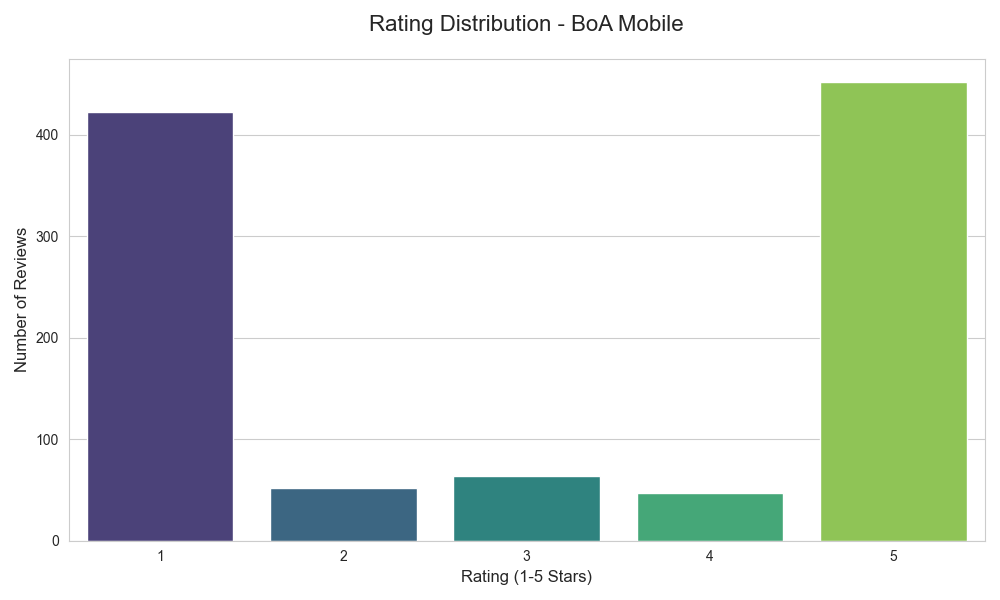 Rating Distribution - BoA Mobile
Number of Reviews
400
300
200
100
0
1 2 3 4 5
Rating (1-5 Stars)